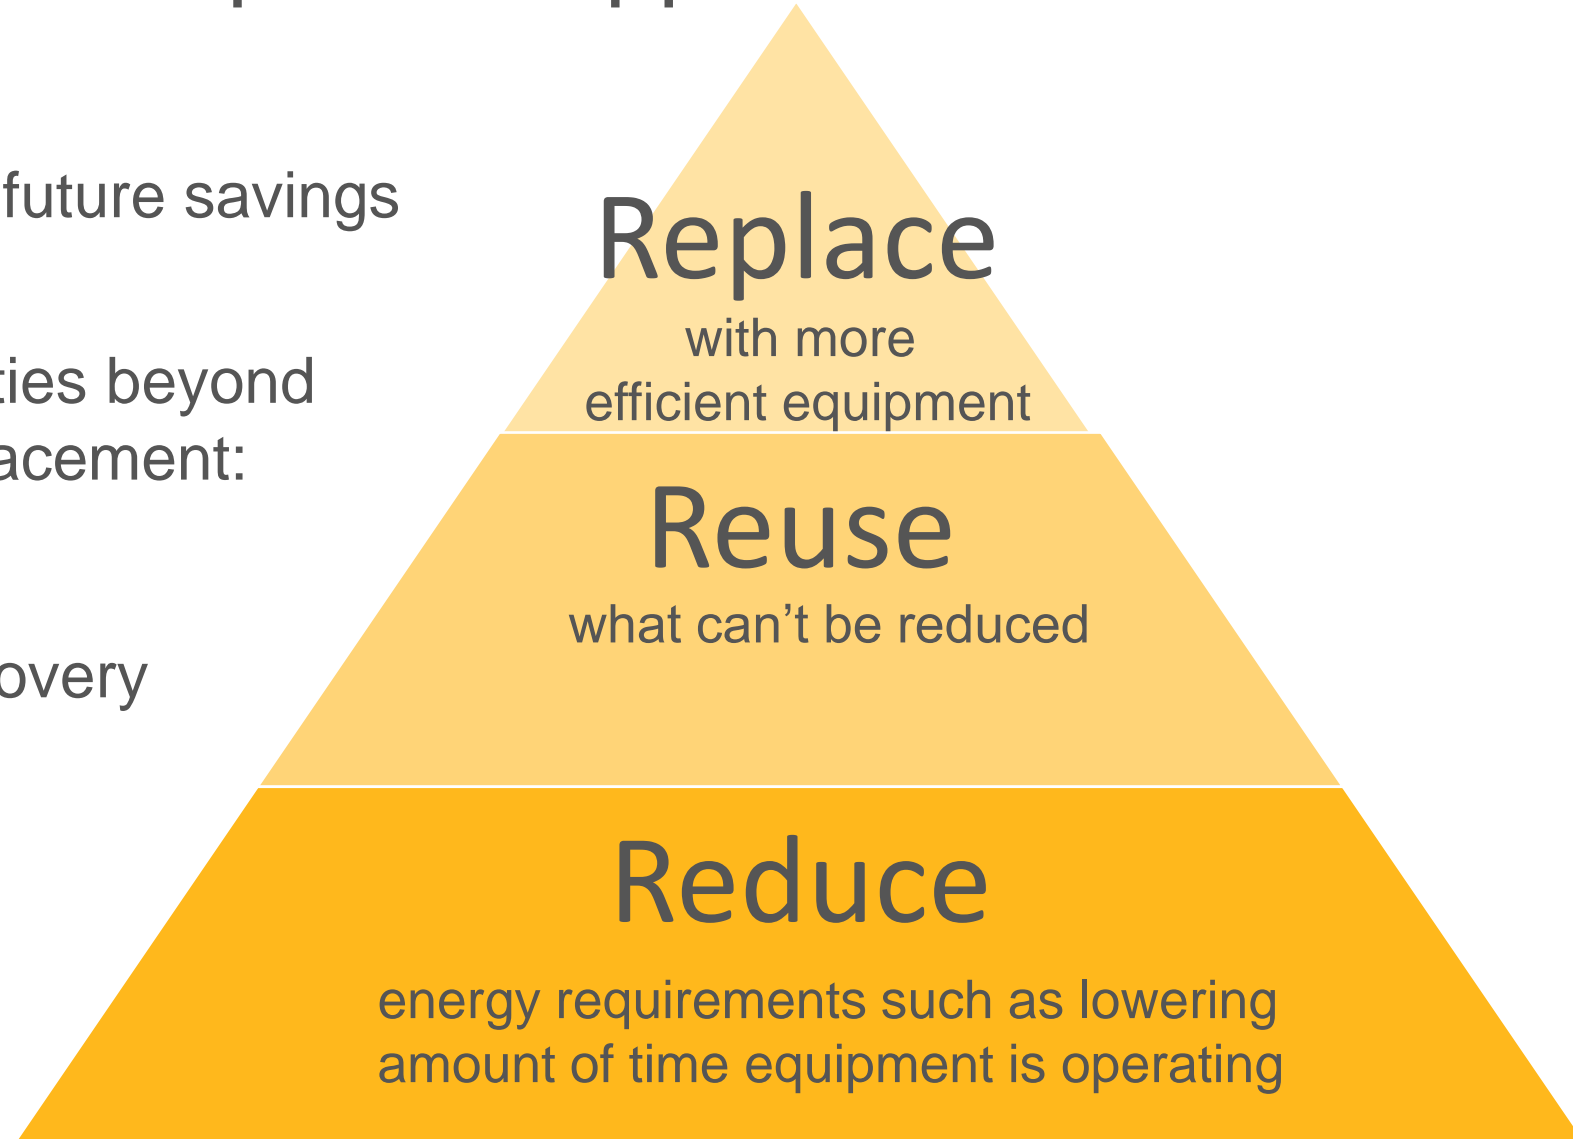 future savings
ties beyond
acement:
overy
Replace
with more
efficient equipment
Reuse
what can’t be reduced
Reduce
energy requirements such as lowering
amount of time equipment is operating